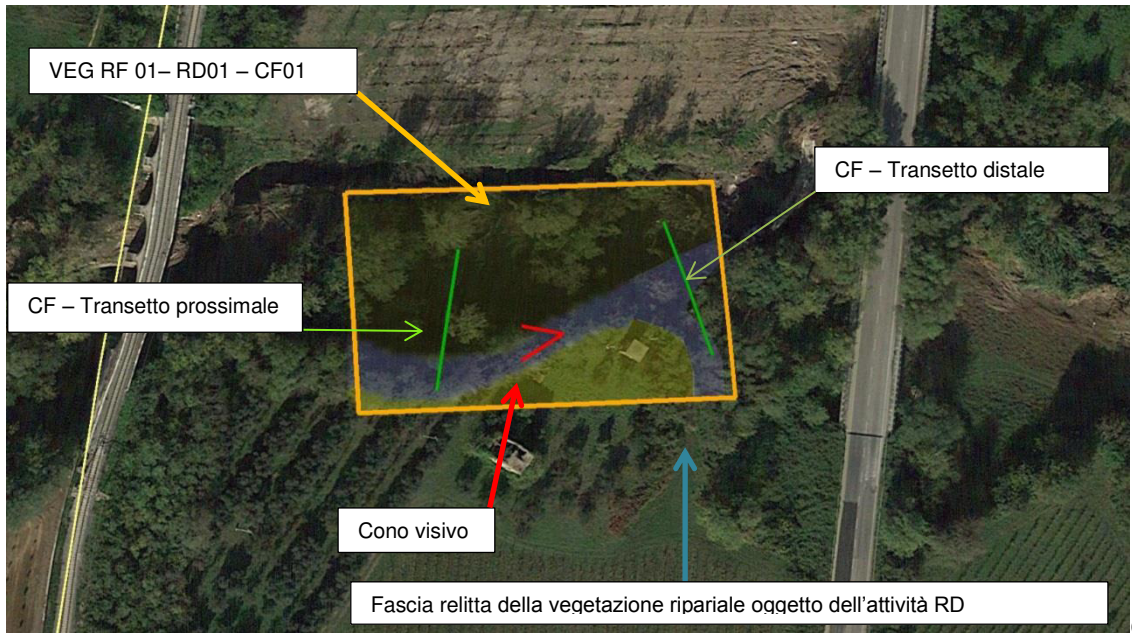 VEG RF 01– RD01 – CF01
CF – Transetto distale
CF – Transetto prossimale
Cono visivo
Fascia relitta della vegetazione ripariale oggetto dell'attività RD